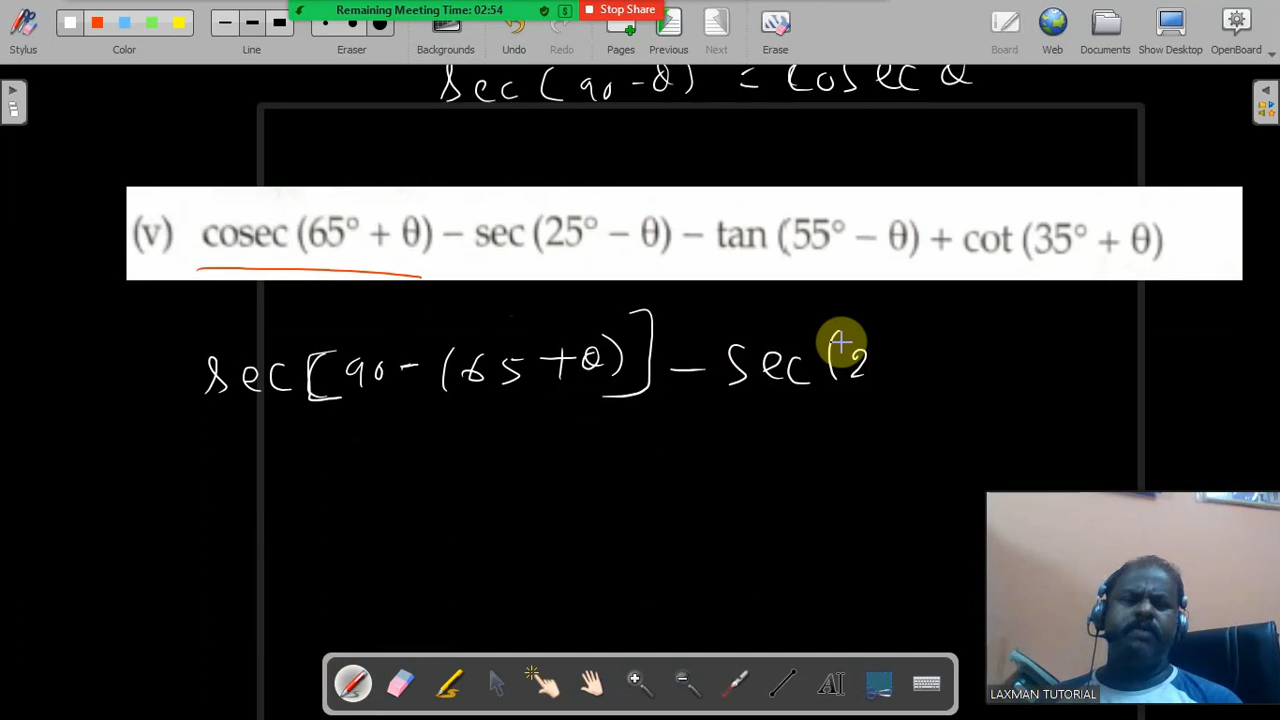 Remaining Meeting Time: 02:54 $ Stop Share
Stylus Color Line Eraser Backgrounds Undo Redo Pages Previous Next Erase Board Web Documents Show Desktop OpenBoard
sec(90-θ) = cosec θ
(v) cosec (65° + θ) – sec (25° – θ) – tan (55° – θ) + cot (35° + θ)
sec[90-(65+θ)] - sec(2
LAXMAN TUTORIAL